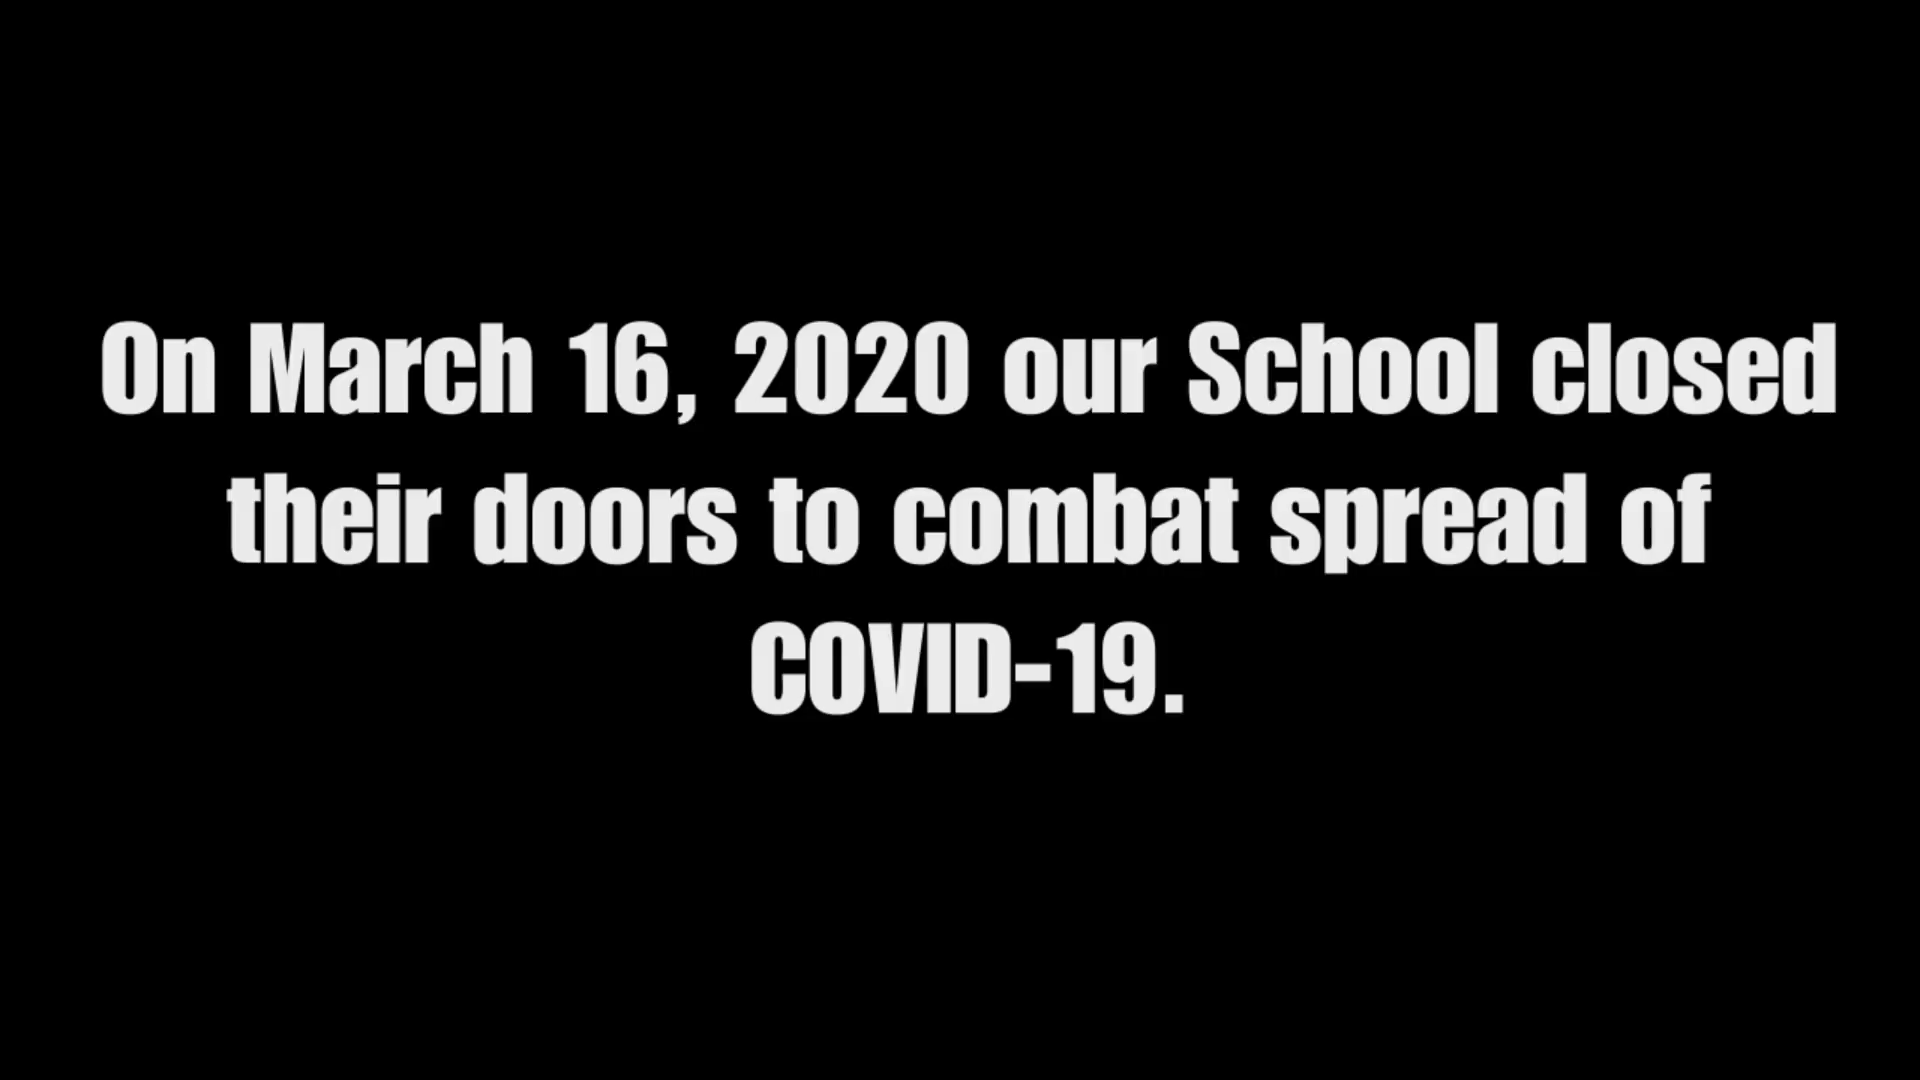 On March 16, 2020 our School closed
their doors to combat spread of
COVID-19.